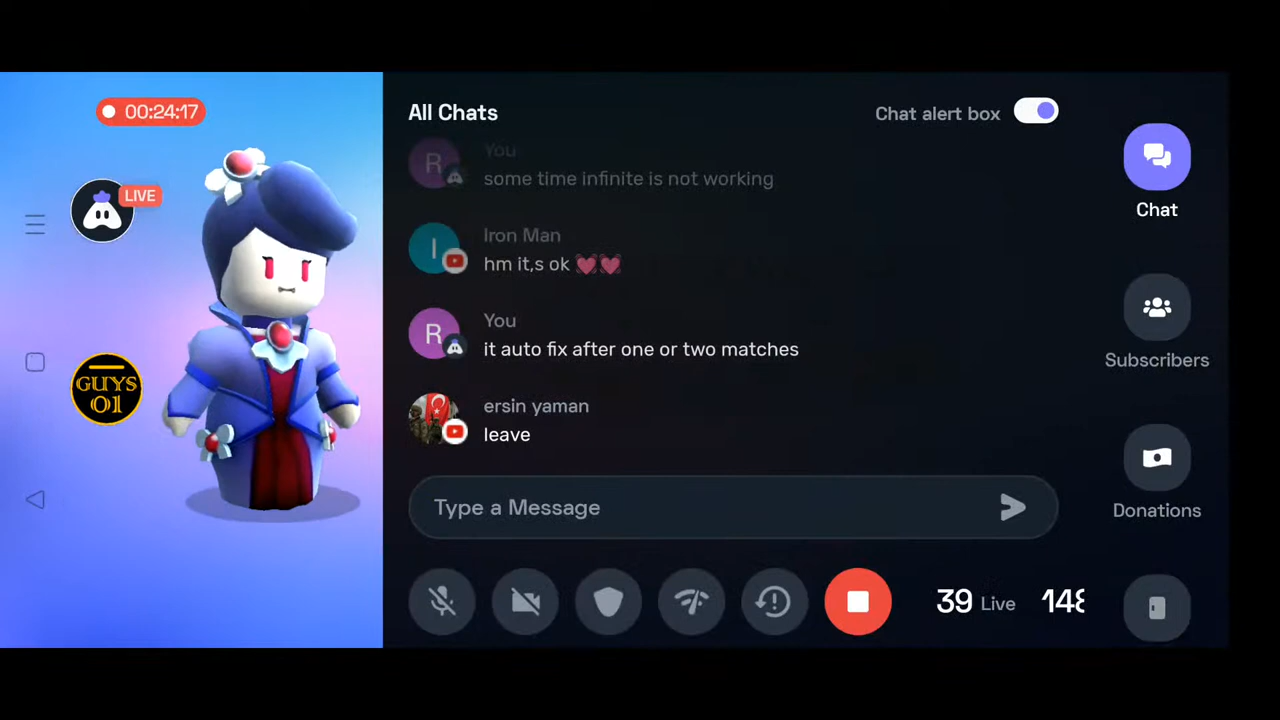 00:24:17
LIVE
GUYS
01
All Chats
Chat alert box
R
You
some time infinite is not working
I
Iron Man
hm it,s ok 💓💓
R
You
it auto fix after one or two matches
ersin yaman
leave
Type a Message
39 Live 148
Chat
Subscribers
Donations